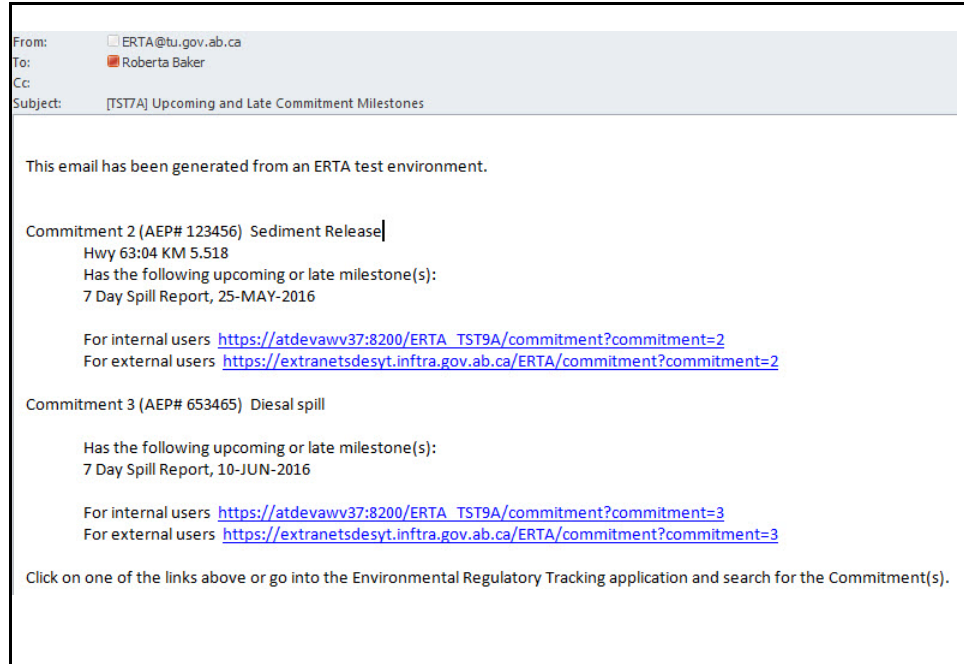 From: ERTA@tu.gov.ab.ca
To: Roberta Baker
Cc:
Subject: [TST7A] Upcoming and Late Commitment Milestones
This email has been generated from an ERTA test environment.
Commitment 2 (AEP# 123456) Sediment Release
Hwy 63:04 KM 5.518
Has the following upcoming or late milestone(s):
7 Day Spill Report, 25-MAY-2016
For internal users https://atdevawv37:8200/ERTA_TST9A/commitment?commitment=2
For external users https://extranetsdesyt.inftra.gov.ab.ca/ERTA/commitment?commitment=2
Commitment 3 (AEP# 653465) Diesal spill
Has the following upcoming or late milestone(s):
7 Day Spill Report, 10-JUN-2016
For internal users https://atdevawv37:8200/ERTA_TST9A/commitment?commitment=3
For external users https://extranetsdesyt.inftra.gov.ab.ca/ERTA/commitment?commitment=3
Click on one of the links above or go into the Environmental Regulatory Tracking application and search for the Commitment(s).